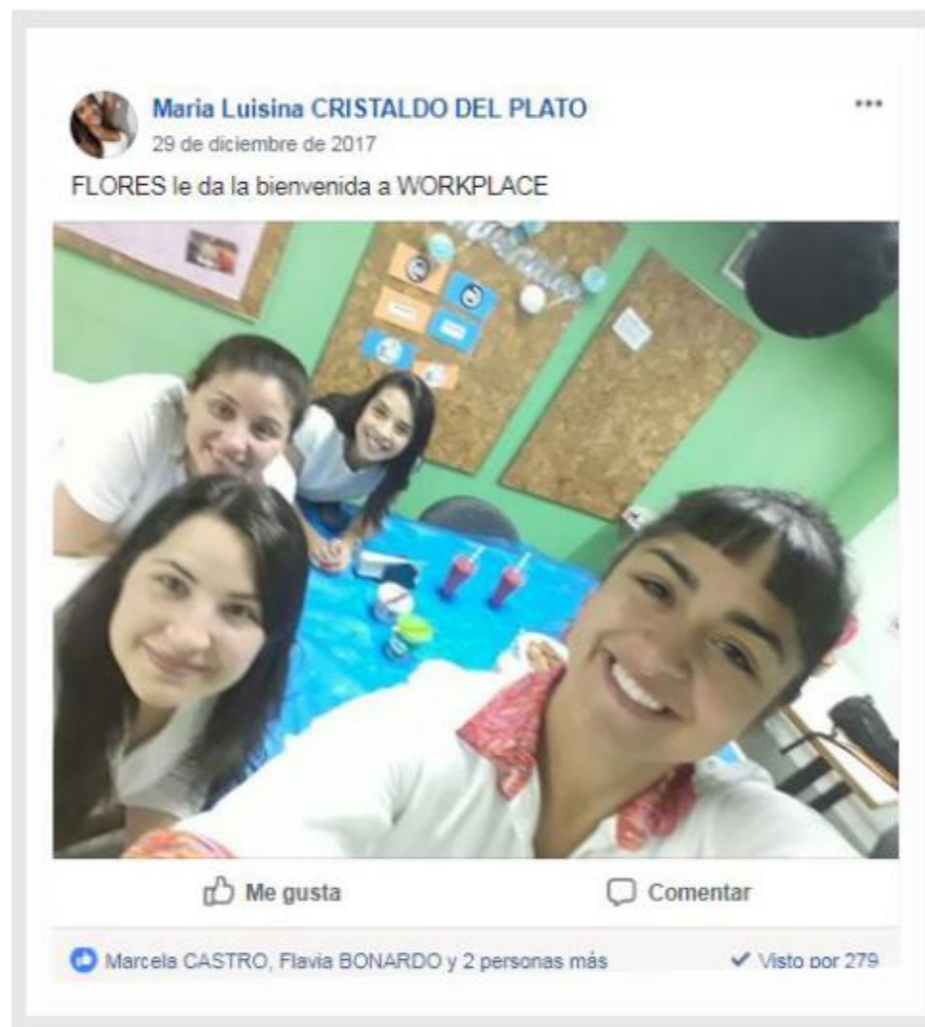 Maria Luisina CRISTALDO DEL PLATO
29 de diciembre de 2017
FLORES le da la bienvenida a WORKPLACE
Me gusta
Comentar
Marcela CASTRO, Flavia BONARDO y 2 personas más
Visto por 279